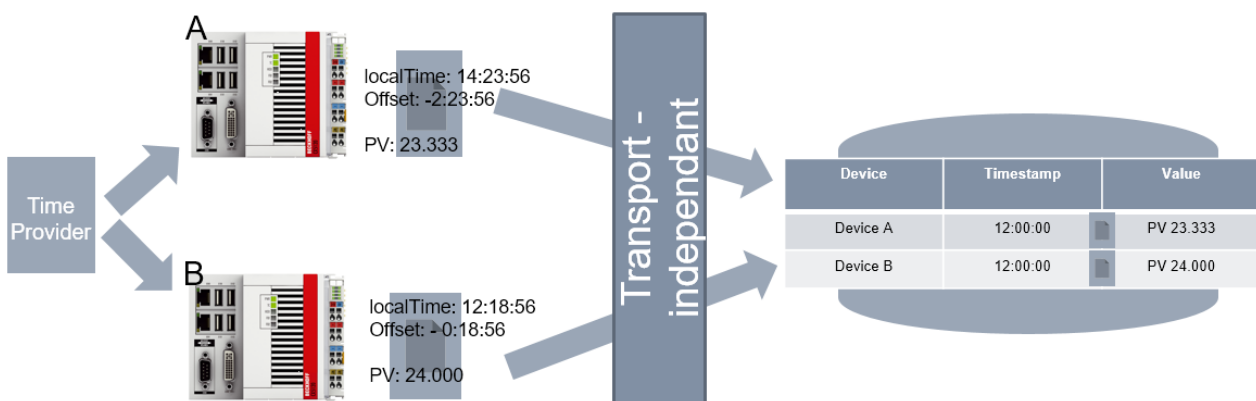 A
localTime: 14:23:56
Offset: -2:23:56
PV: 23.333
Time
Provider
B
localTime: 12:18:56
Offset: - 0:18:56
PV: 24.000
Transport -
independant
Device Timestamp Value
Device A 12:00:00 PV 23.333
Device B 12:00:00 PV 24.000
BECKHOFF
BECKHOFF